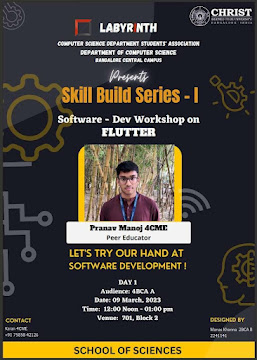 LABYRINTH
CHRIST
COMPUTER SCIENCE DEPARTMENT STUDENTS' ASSOCIATION
DEPARTMENT OF COMPUTER SCIENCE
BANGALORE CENTRAL CAMPUS
Presents
Skill Build Series - I
Software - Dev Workshop on
FLUTTER
Pranav Manoj 4CME
Peer Educator
LET'S TRY OUR HAND AT
SOFTWARE DEVELOPMENT !
DAY 1
Audience: 4BCA A
Date: 09 March, 2023
Time: 12:00 Noon - 01:00 pm
Venue: 701, Block 2
CONTACT
Karan 4CME
DESIGNED BY
2BCA B
SCHOOL OF SCIENCES